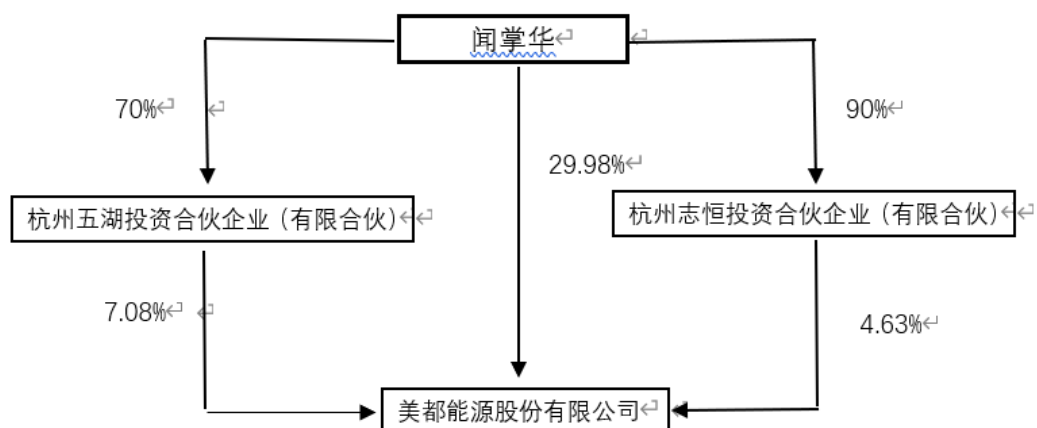 闻掌华
70%
90%
29.98%
杭州五湖投资合伙企业（有限合伙）
杭州志恒投资合伙企业（有限合伙）
7.08%
4.63%
美都能源股份有限公司